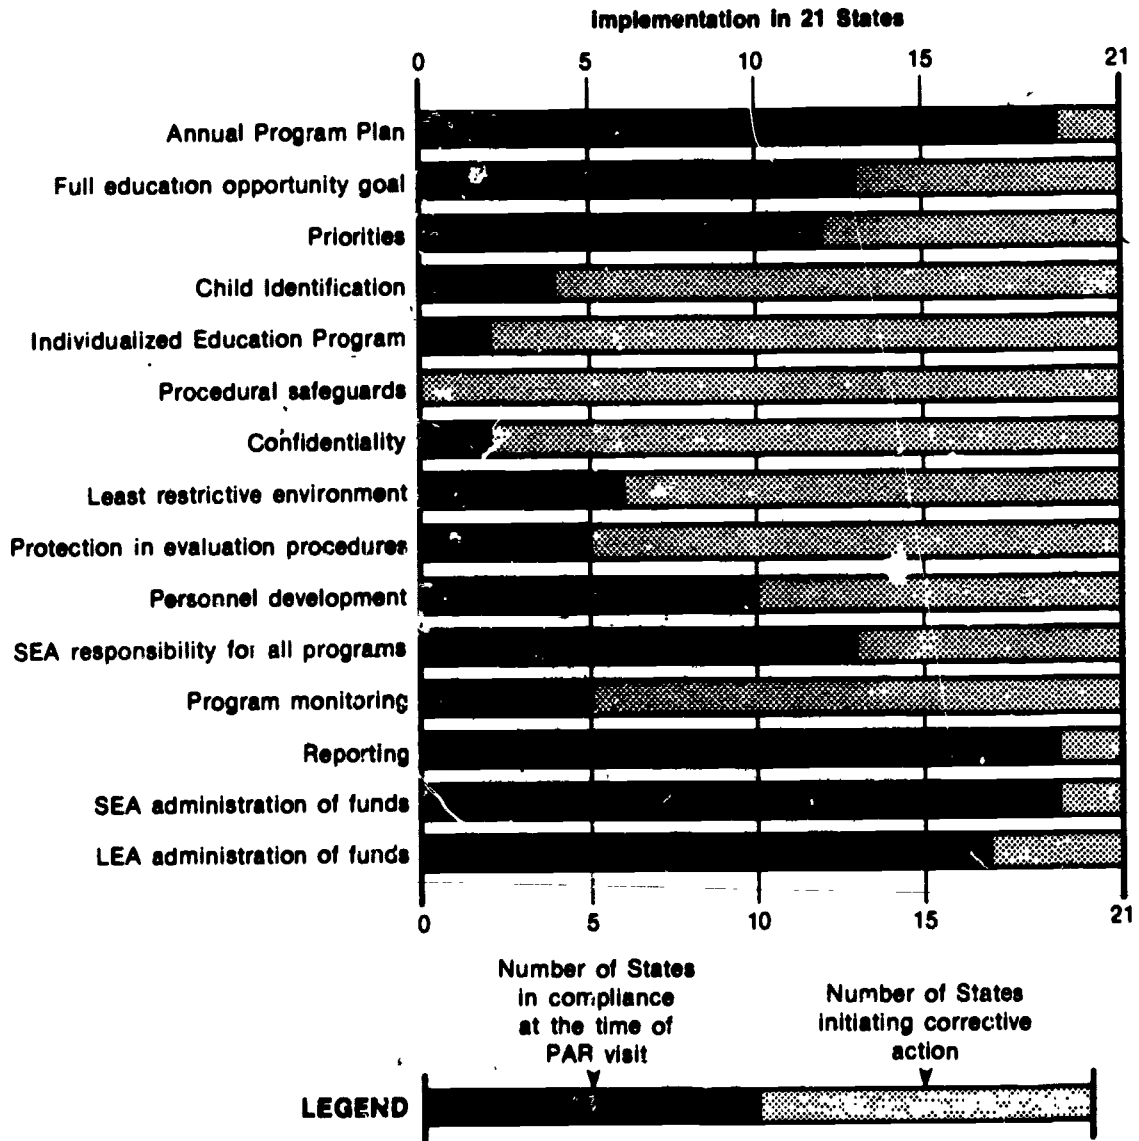 Implementation in 21 States
0 5 10 15 21
Annual Program Plan
Full education opportunity goal
Priorities
Child Identification
Individualized Education Program
Procedural safeguards
Confidentiality
Least restrictive environment
Protection in evaluation procedures
Personnel development
SEA responsibility for all programs
Program monitoring
Reporting
SEA administration of funds
LEA administration of funds
0 5 10 15 21
Number of States
in compliance
at the time of
PAR visit
Number of States
initiating corrective
action
LEGEND